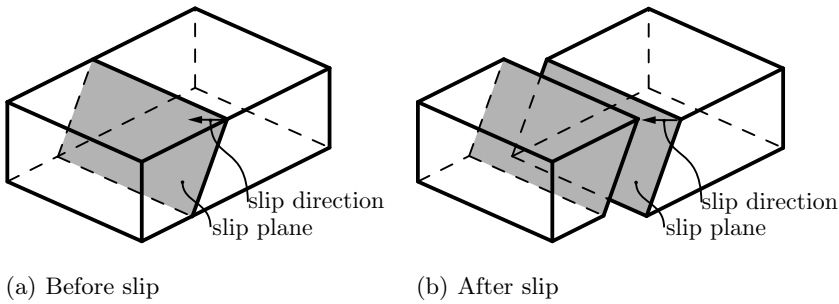 slip direction
slip plane
(a) Before slip
slip direction
slip plane
(b) After slip